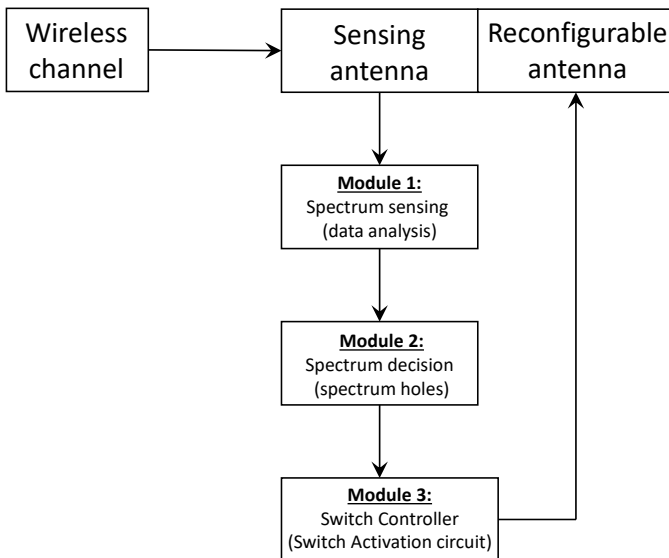 Wireless
channel
Sensing
antenna
Reconfigurable
antenna
Module 1:
Spectrum sensing
(data analysis)
Module 2:
Spectrum decision
(spectrum holes)
Module 3:
Switch Controller
(Switch Activation circuit)